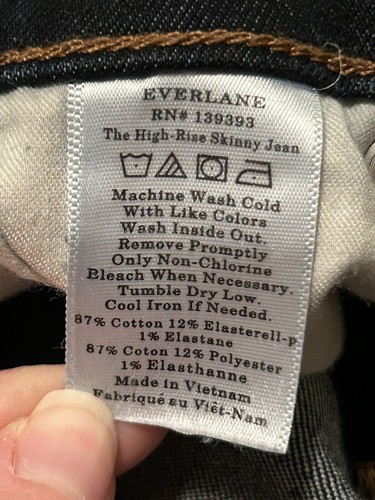 EVERLANE
RN# 139393
The High-Rise Skinny Jean
Machine Wash Cold
With Like Colors
Wash Inside Out.
Remove Promptly
Only Non-Chlorine
Bleach When Necessary.
Tumble Dry Low.
Cool Iron If Needed.
87% Cotton 12% Elasterell-p
1% Elastane
87% Coton 12% Polyester
1% Elasthanne
Made in Vietnam
Fabriqué au Viêt-Nam